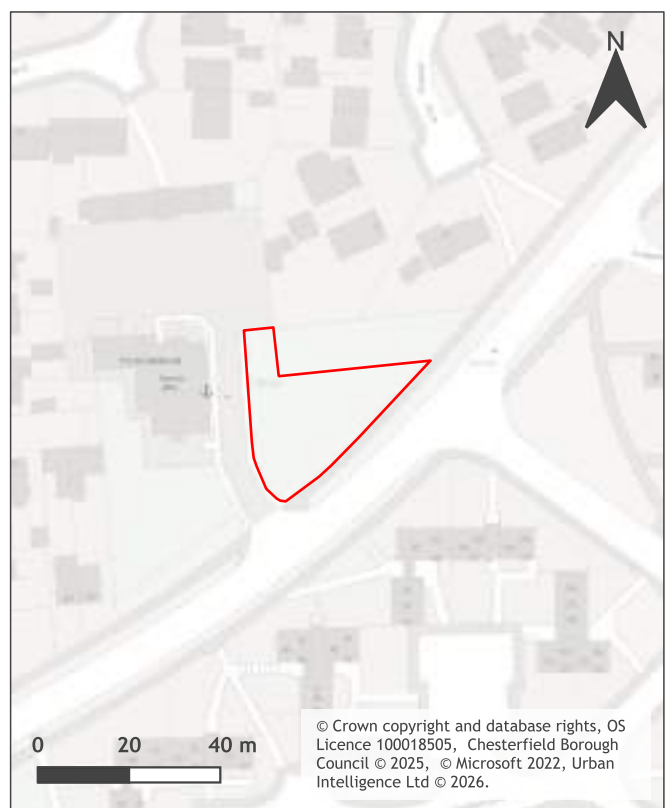 N
0 20 40 m
© Crown copyright and database rights, OS
Licence 100018505, Chesterfield Borough
Council © 2025, © Microsoft 2022, Urban
Intelligence Ltd © 2026.